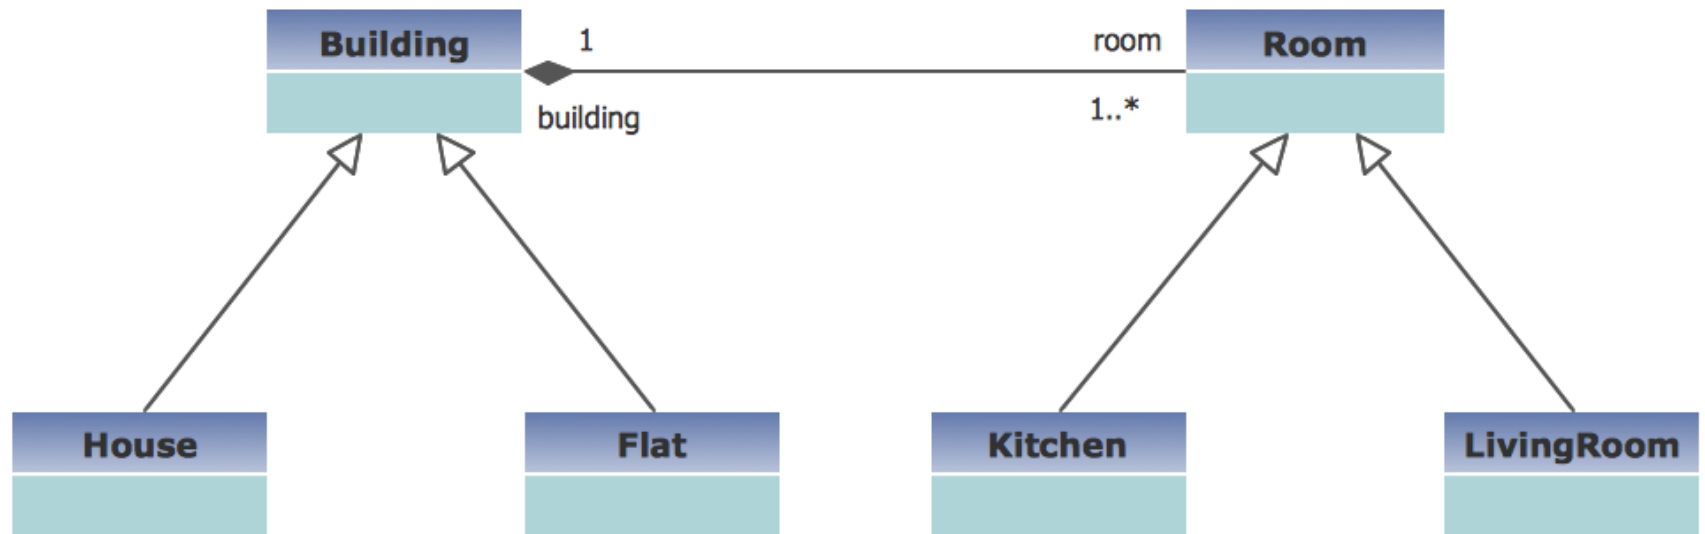 Building
1
room
Room
building
1..*
House
Flat
Kitchen
LivingRoom